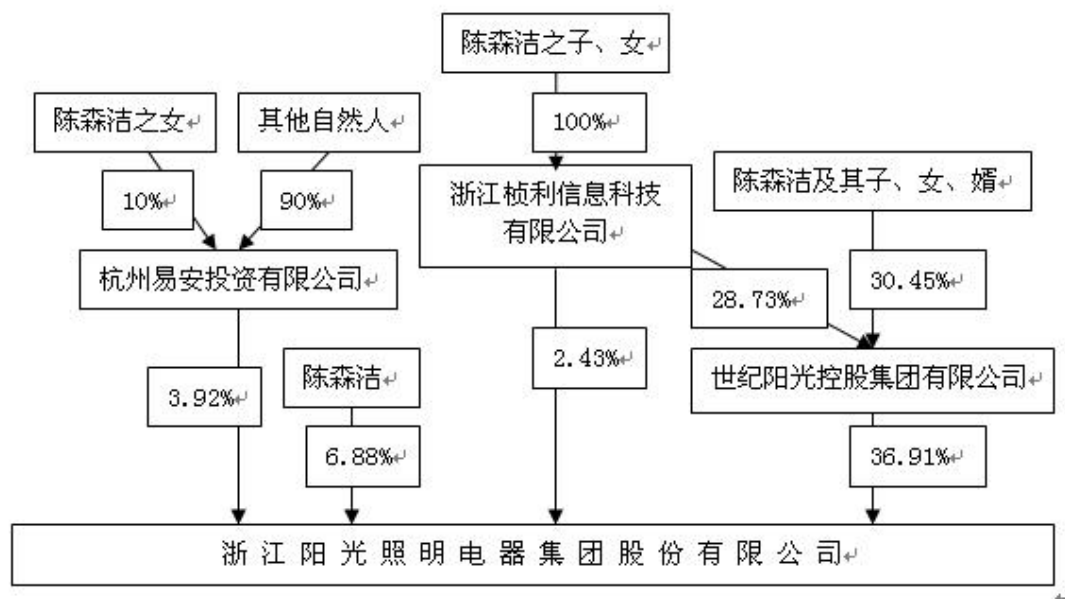 陈森洁之子、女
陈森洁之女
其他自然人
100%
10%
90%
浙江桢利信息科技
有限公司
陈森洁及其子、女、婿
杭州易安投资有限公司
28.73%
30.45%
3.92%
陈森洁
2.43%
世纪阳光控股集团有限公司
6.88%
36.91%
浙江阳光照明电器集团股份有限公司